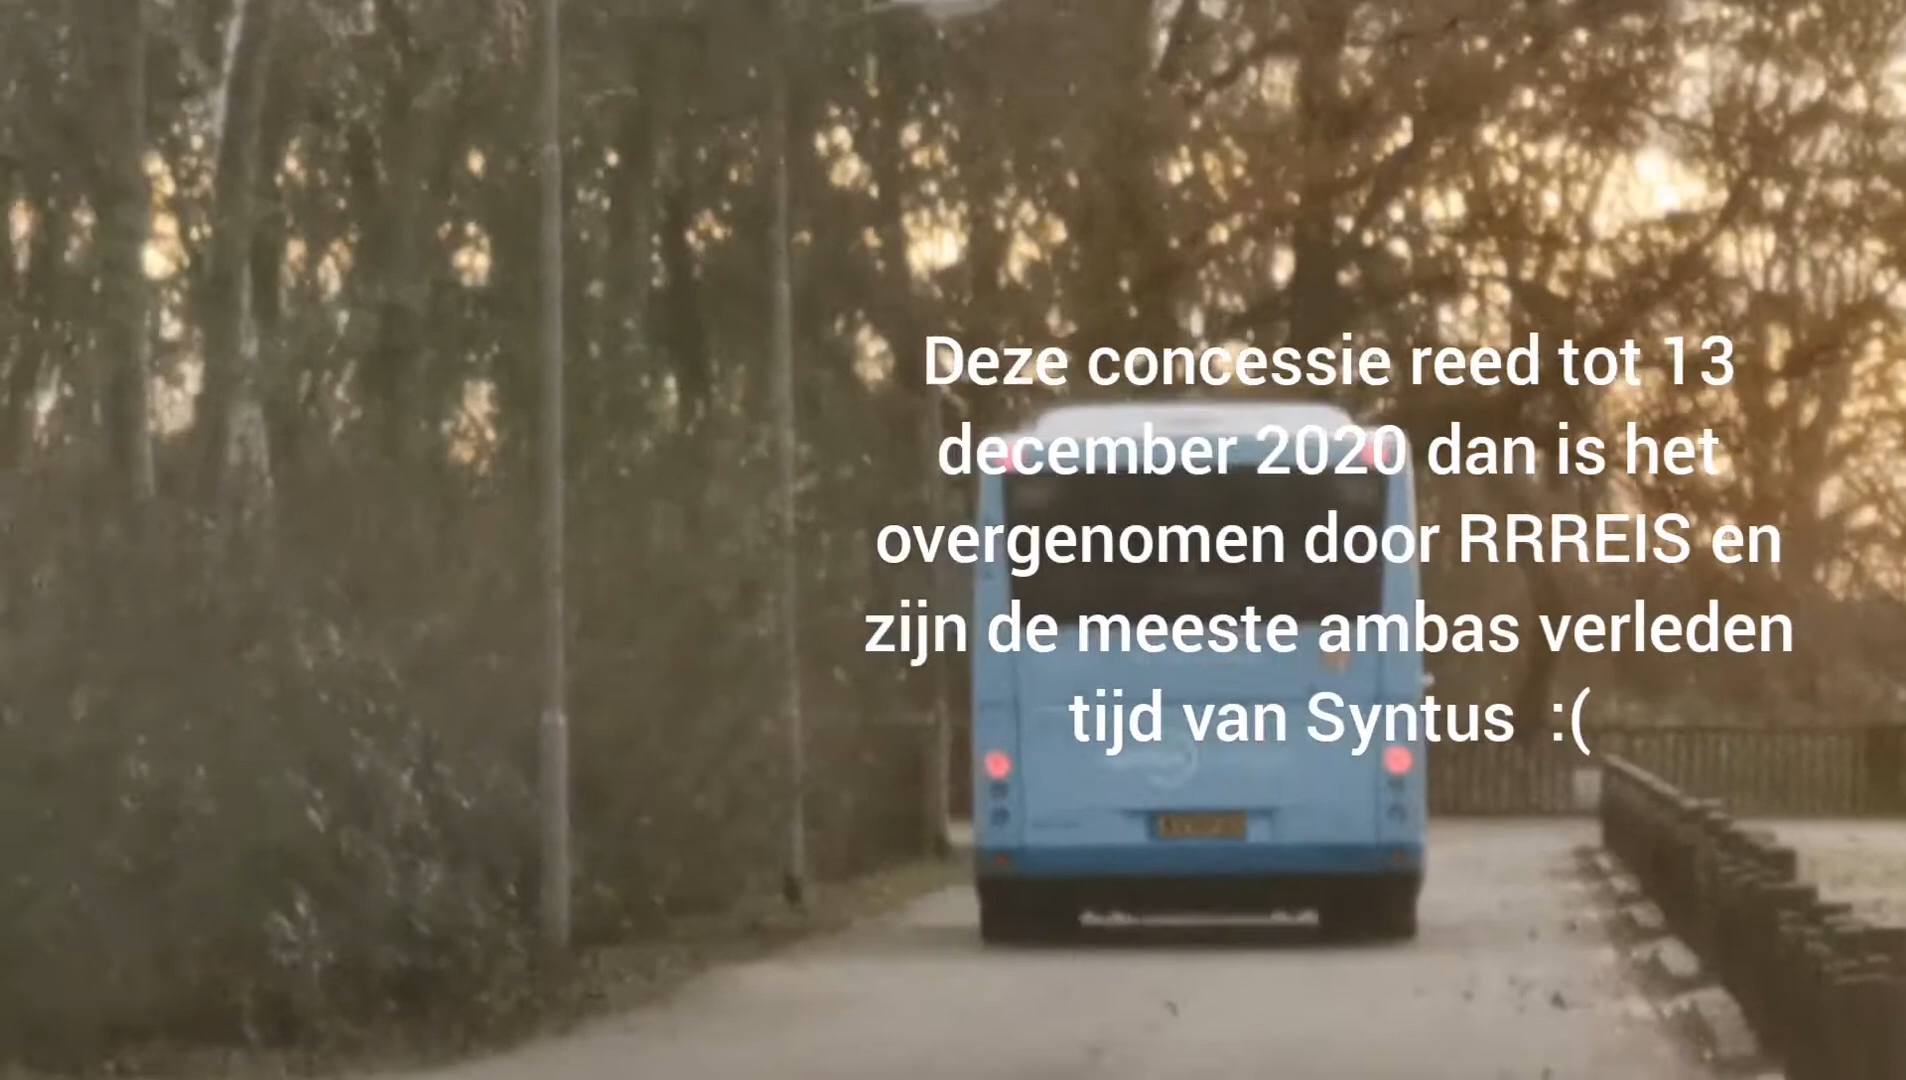 Deze concessie reed tot 13
december 2020 dan is het
overgenomen door RRREIS en
zijn de meeste ambas verleden
tijd van Syntus :(